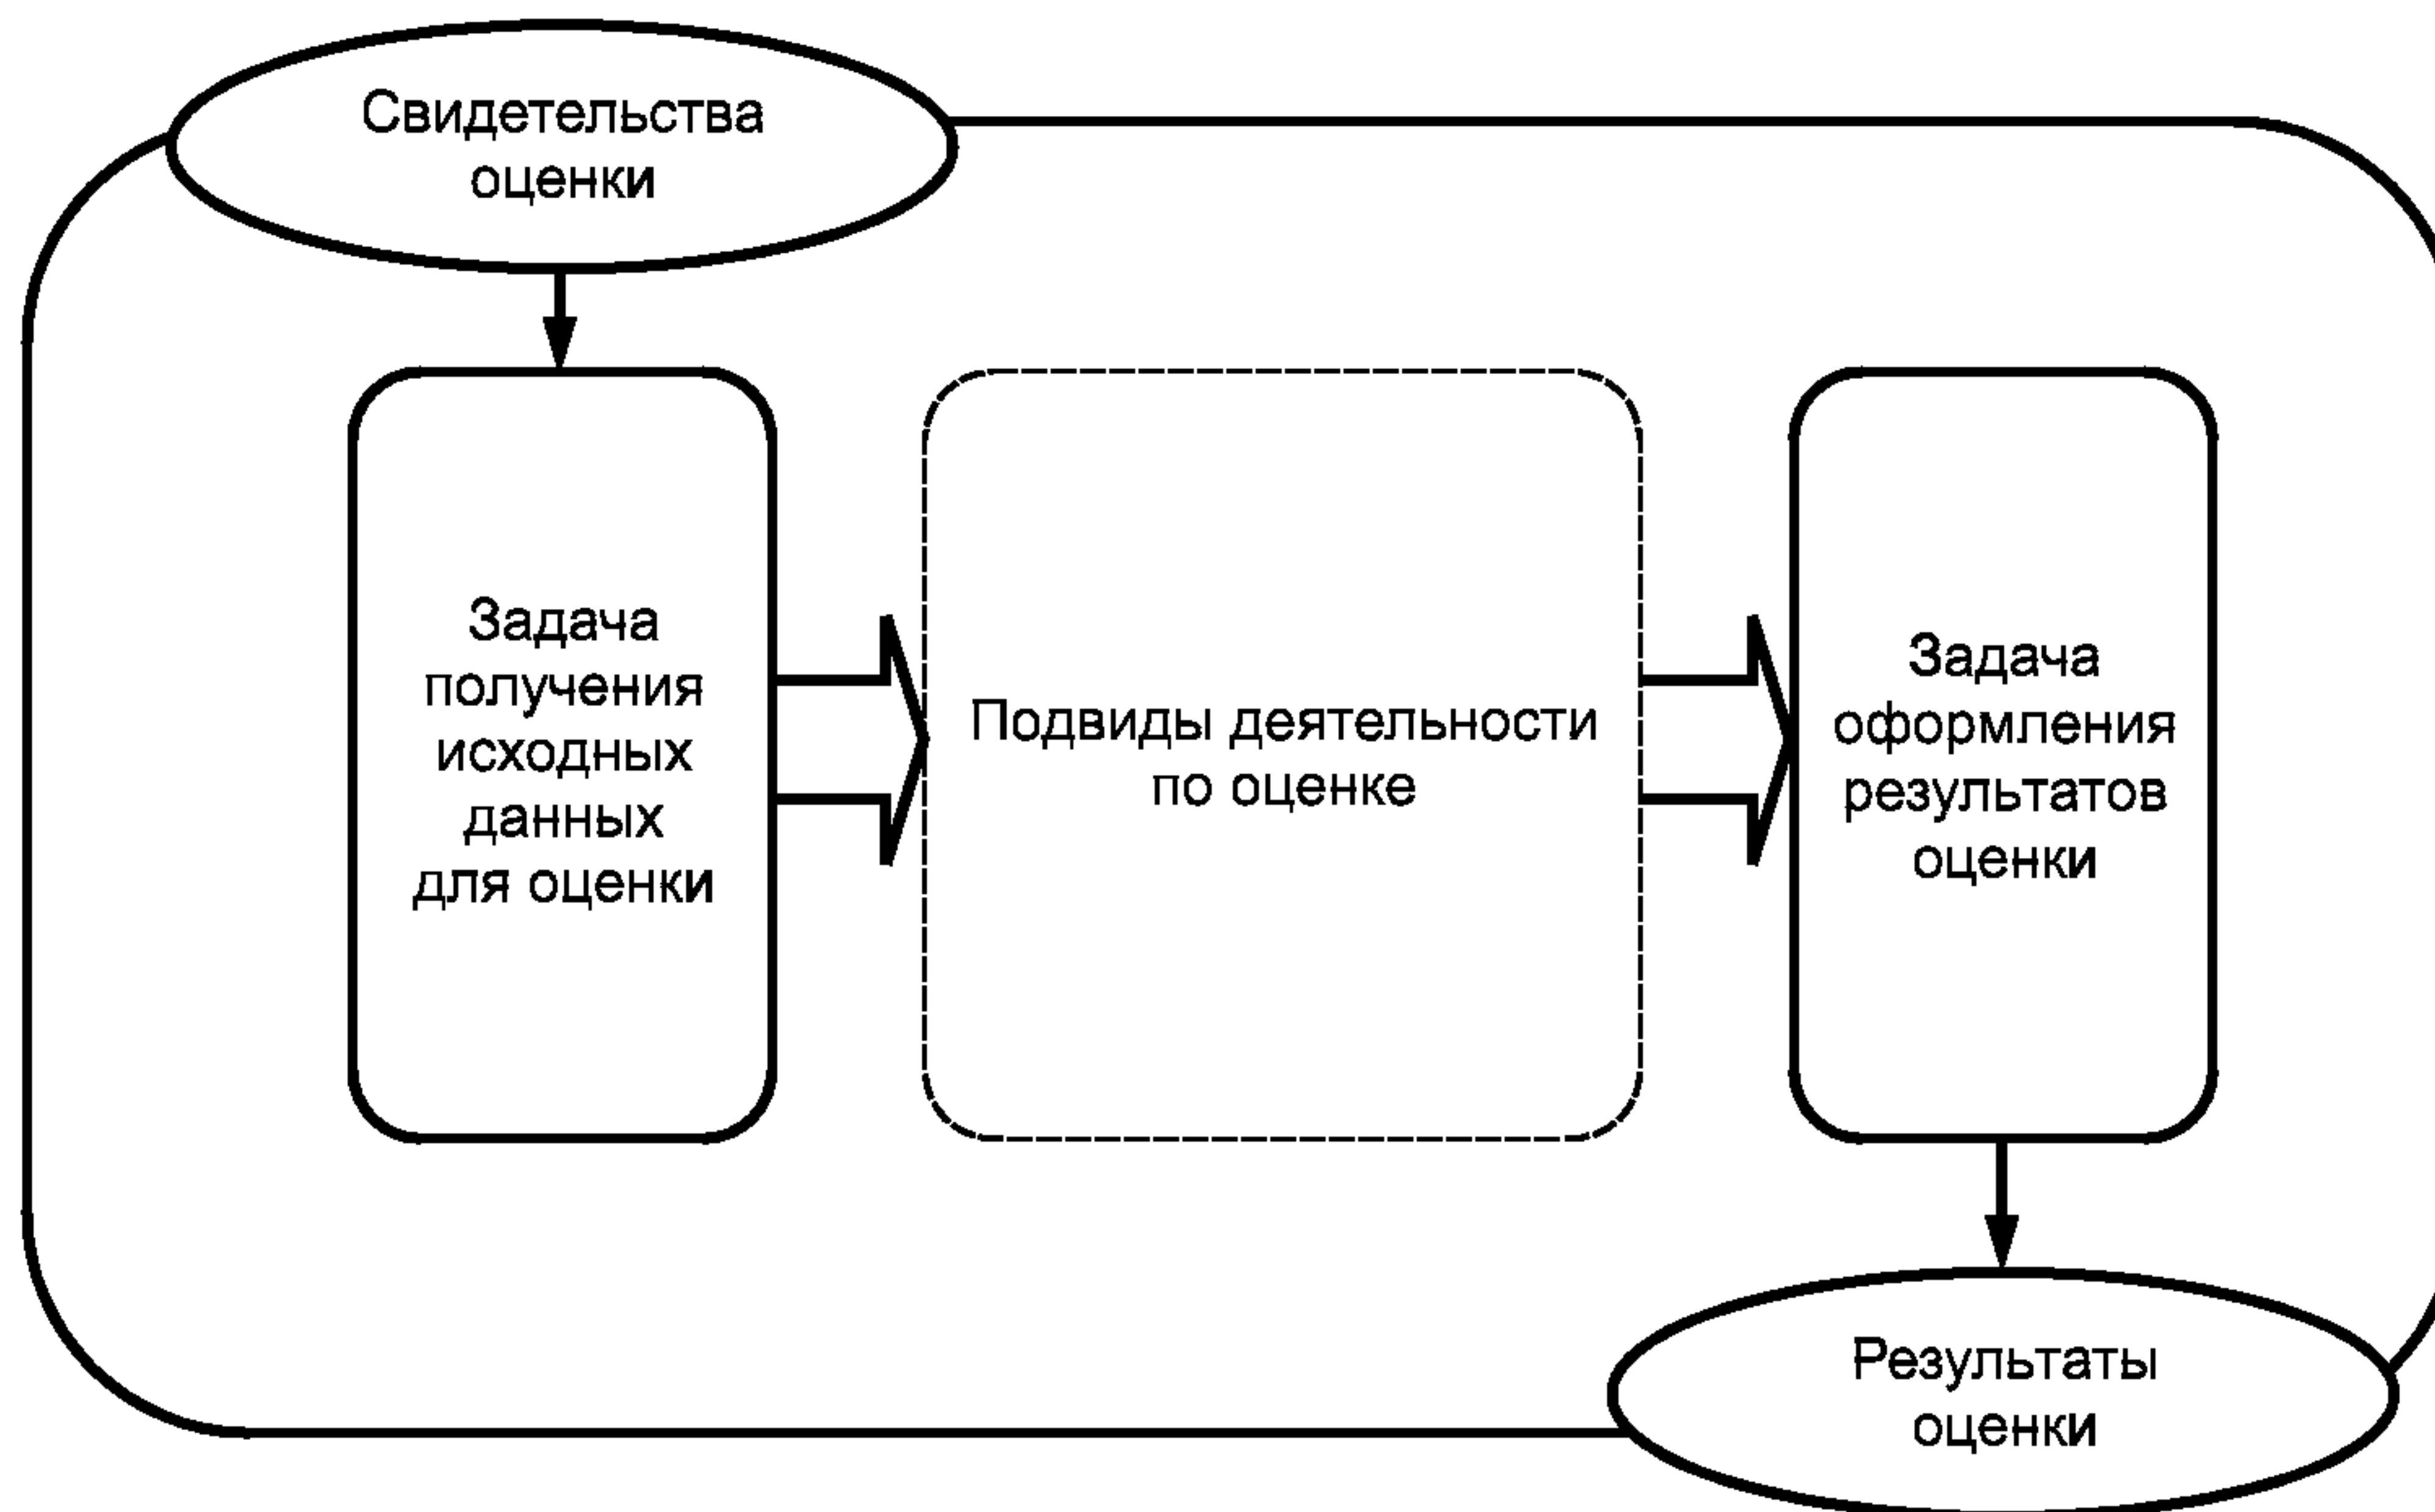 Свидетельства
оценки
Задача
получения
исходных
данных
для оценки
Подвиды деятельности
по оценке
Задача
оформления
результатов
оценки
Результаты
оценки